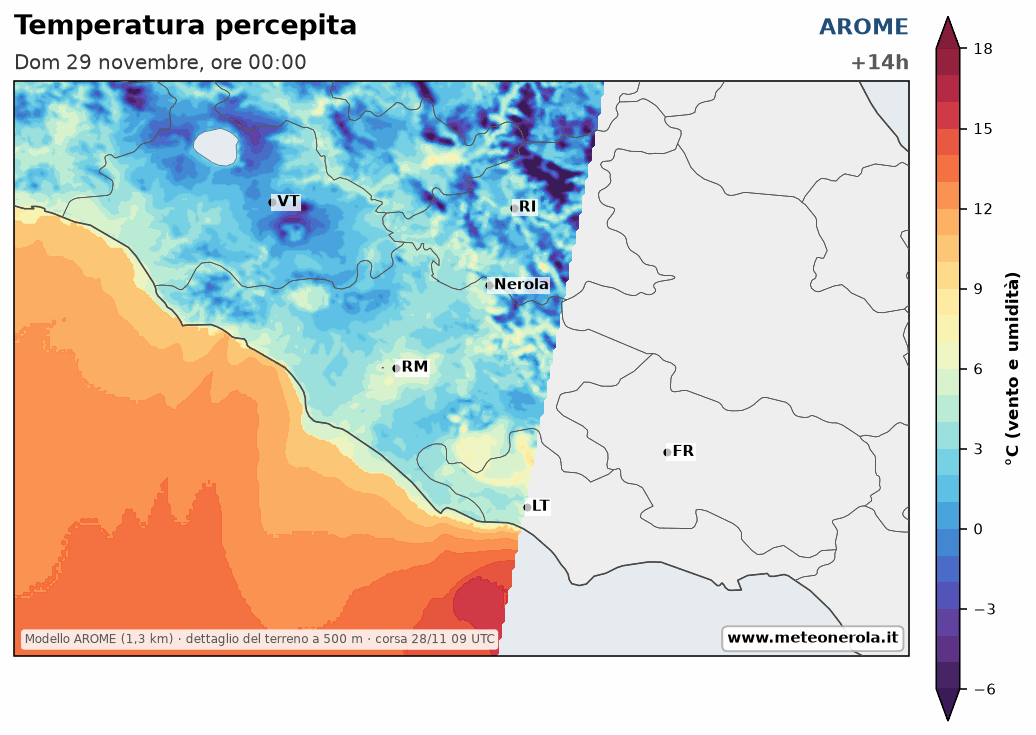 Temperatura percepita
AROME
Dom 29 novembre, ore 00:00
+14h
VT
RI
Nerola
RM
FR
LT
Modello AROME (1,3 km) · dettaglio del terreno a 500 m · corsa 28/11 09 UTC
www.meteonerola.it
18
15
12
9
6
3
0
−3
−6
°C (vento e umidità)